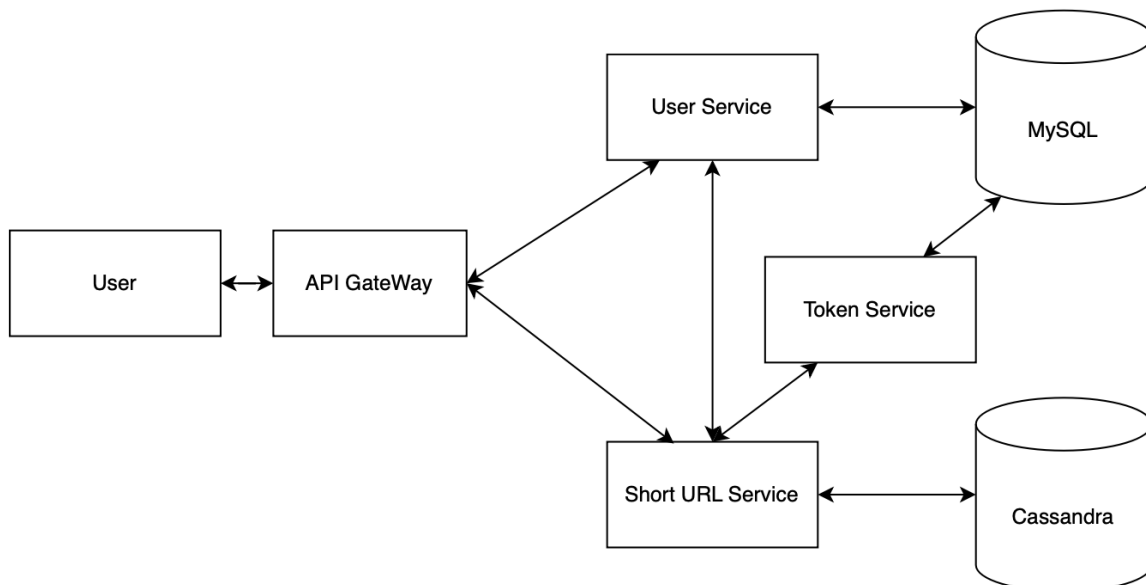 User Service
MySQL
User
API GateWay
Token Service
Short URL Service
Cassandra